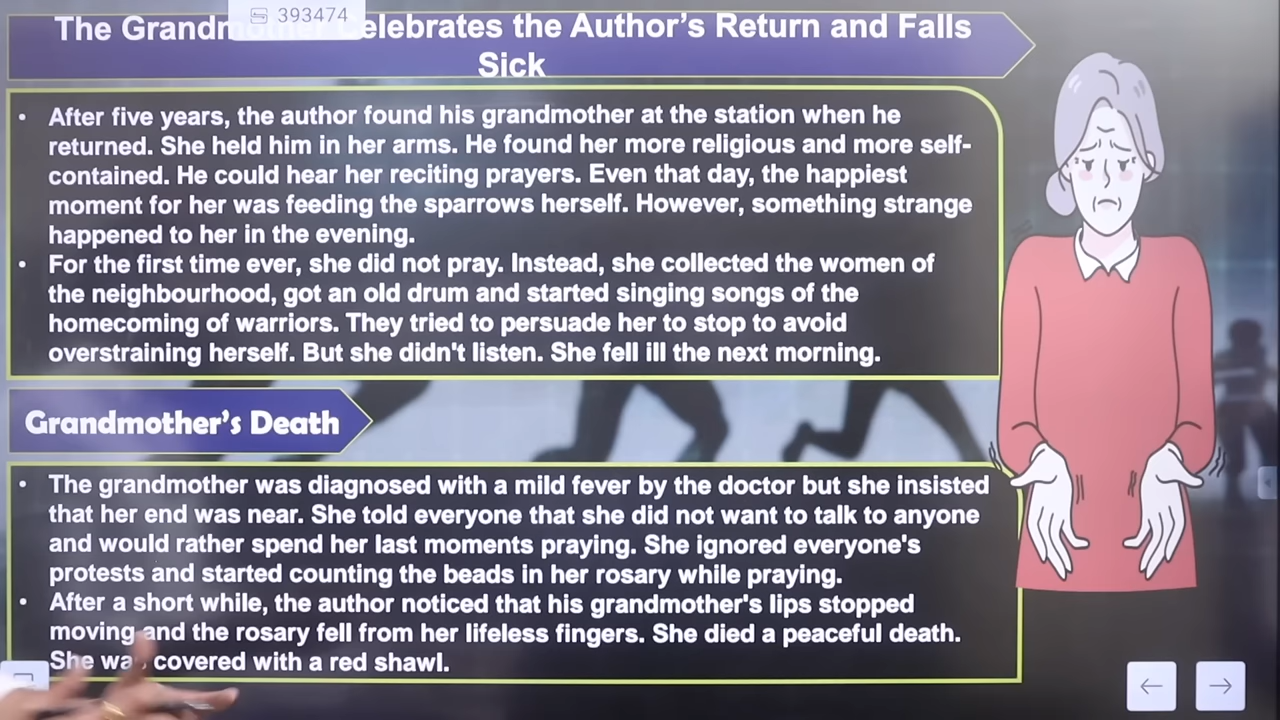 393474
The Grandmother Celebrates the Author's Return and Falls
Sick
• After five years, the author found his grandmother at the station when he
returned. She held him in her arms. He found her more religious and more self-
contained. He could hear her reciting prayers. Even that day, the happiest
moment for her was feeding the sparrows herself. However, something strange
happened to her in the evening.
• For the first time ever, she did not pray. Instead, she collected the women of
the neighbourhood, got an old drum and started singing songs of the
homecoming of warriors. They tried to persuade her to stop to avoid
overstraining herself. But she didn't listen. She fell ill the next morning.
Grandmother's Death
• The grandmother was diagnosed with a mild fever by the doctor but she insisted
that her end was near. She told everyone that she did not want to talk to anyone
and would rather spend her last moments praying. She ignored everyone's
protests and started counting the beads in her rosary while praying.
• After a short while, the author noticed that his grandmother's lips stopped
moving and the rosary fell from her lifeless fingers. She died a peaceful death.
She was covered with a red shawl.